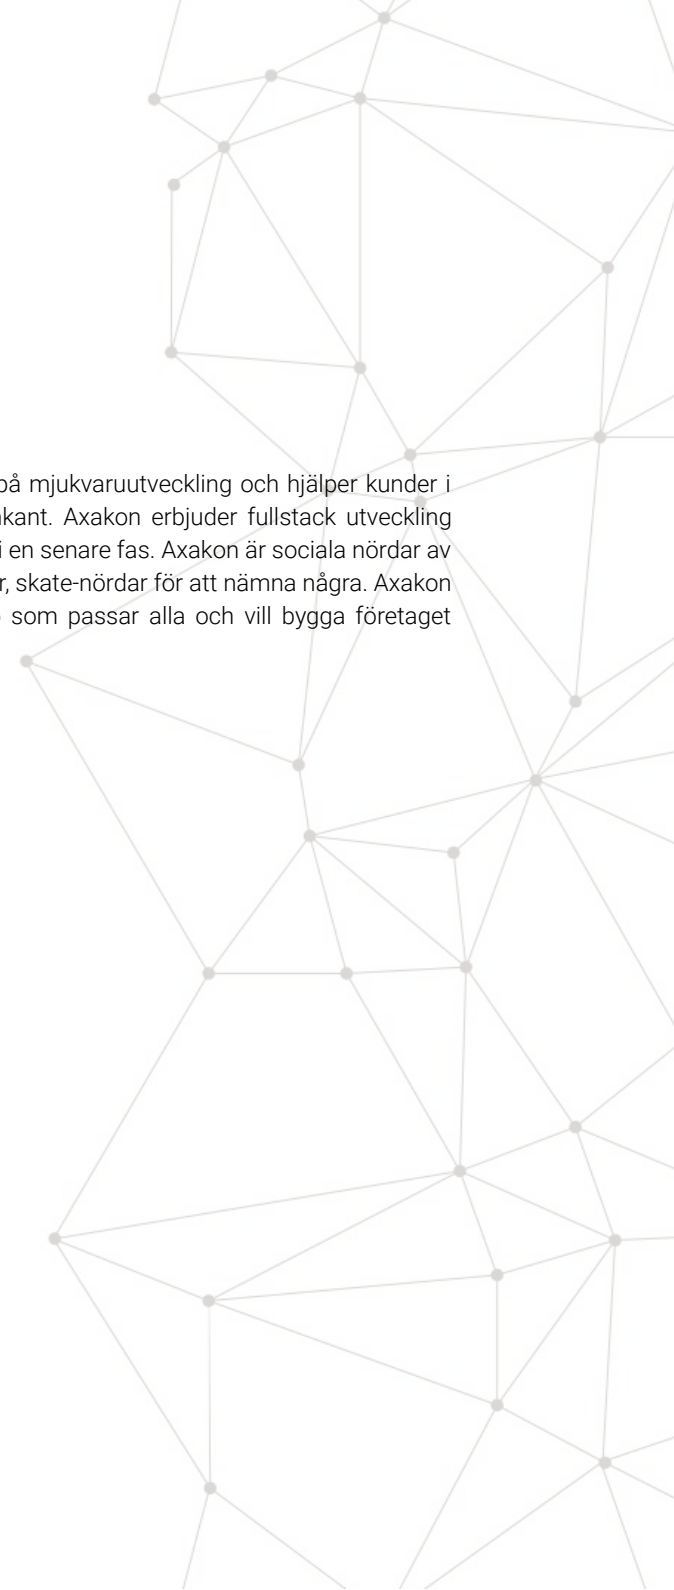 på mjukvaruutveckling och hjälper kunder i
kant. Axakon erbjuder fullstack utveckling
i en senare fas. Axakon är sociala nördar av
r, skate-nördar för att nämna några. Axakon
som passar alla och vill bygga företaget